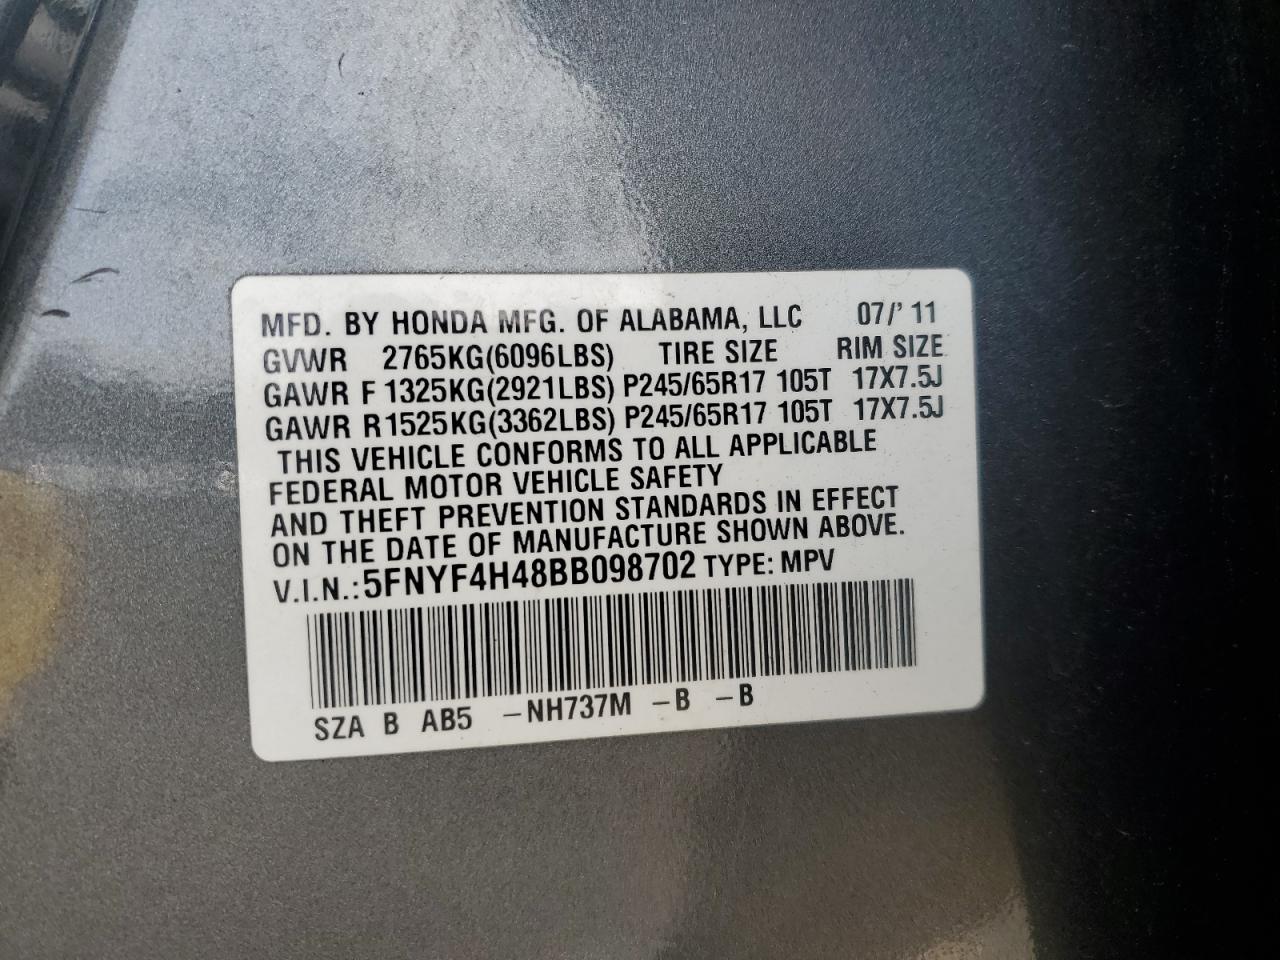 MFD. BY HONDA MFG. OF ALABAMA, LLC 07/' 11
GVWR 2765KG(6096LBS) TIRE SIZE RIM SIZE
GAWR F 1325KG(2921LBS) P245/65R17 105T 17X7.5J
GAWR R1525KG(3362LBS) P245/65R17 105T 17X7.5J
THIS VEHICLE CONFORMS TO ALL APPLICABLE
FEDERAL MOTOR VEHICLE SAFETY
AND THEFT PREVENTION STANDARDS IN EFFECT
ON THE DATE OF MANUFACTURE SHOWN ABOVE.
V.I.N.: 5FNYF4H48BB098702 TYPE: MPV
SZA B AB5 -NH737M -B -B